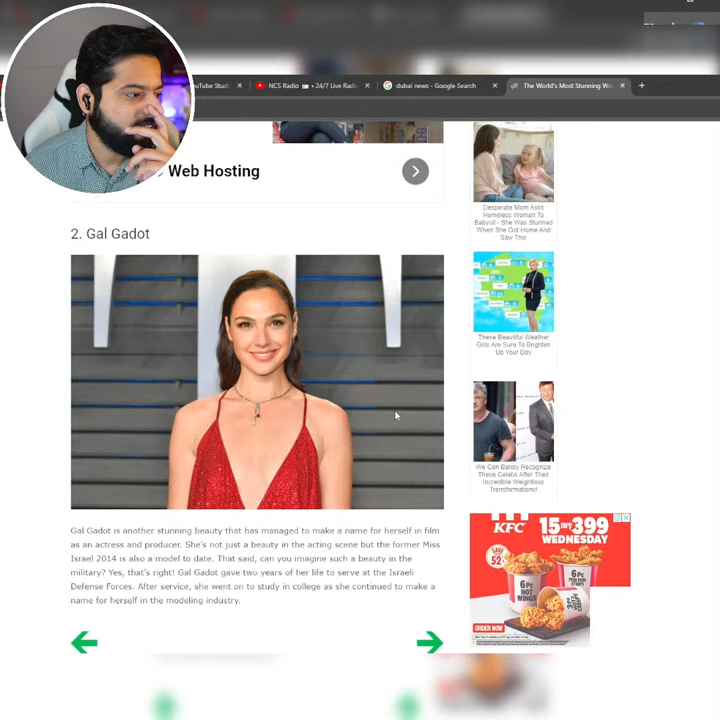 uTube Studi
NCS Radio 24/7 Live Radi
dubai news - Google Search
The World's Most Stunning Wo
Web Hosting
2. Gal Gadot
Gal Gadot is another stunning beauty that has managed to make a name for herself in film
as an actress and producer. She's not just a beauty in the acting scene but the former Miss
Israel 2014 is also a model to date. That said, can you imagine such a beauty in the
military? Yes, that's right! Gal Gadot gave two years of her life to serve at the Israeli
Defense Forces. After service, she went on to study in college as she continued to make a
name for herself in the modeling industry.
Desperate Mom Asks
Homeless Woman To
Babysit - She Was Stunned
When She Got Home And
Saw This
These Beautiful Weather
Girls Are Sure To Brighten
Up Your Day
We Can Barely Recognize
These Celebs After Their
Incredible Weightloss
Transformations!
KFC
15 399
WEDNESDAY
SAVE
52
6Pc
HOT
WINGS
6Pc
ORDER NOW